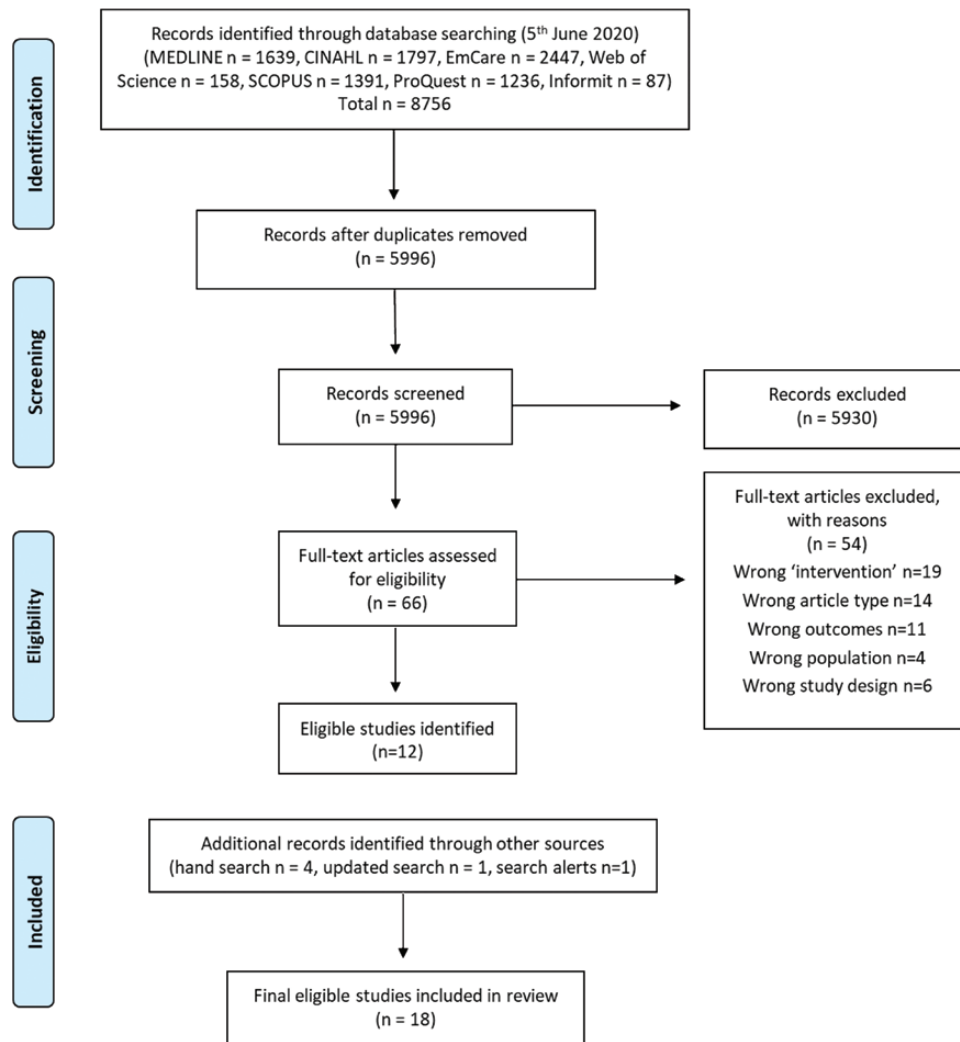 Identification
Records identified through database searching (5th June 2020)
(MEDLINE n = 1639, CINAHL n = 1797, EmCare n = 2447, Web
of Science n = 158, SCOPUS n = 1391, ProQuest n = 1236, Informit n = 87)
Total n = 8756
Records after duplicates removed
(n = 5996)
Screening
Records screened
(n = 5996)
Records excluded
(n = 5930)
Eligibility
Full-text articles assessed
for eligibility
(n = 66)
Full-text articles excluded,
with reasons
(n = 54)
Wrong ‘intervention’ n=19
Wrong article type n=14
Wrong outcomes n=11
Wrong population n=4
Wrong study design n=6
Eligible studies identified
(n=12)
Included
Additional records identified through other sources
(hand search n = 4, updated search n = 1, search alerts n=1)
Final eligible studies included in review
(n = 18)